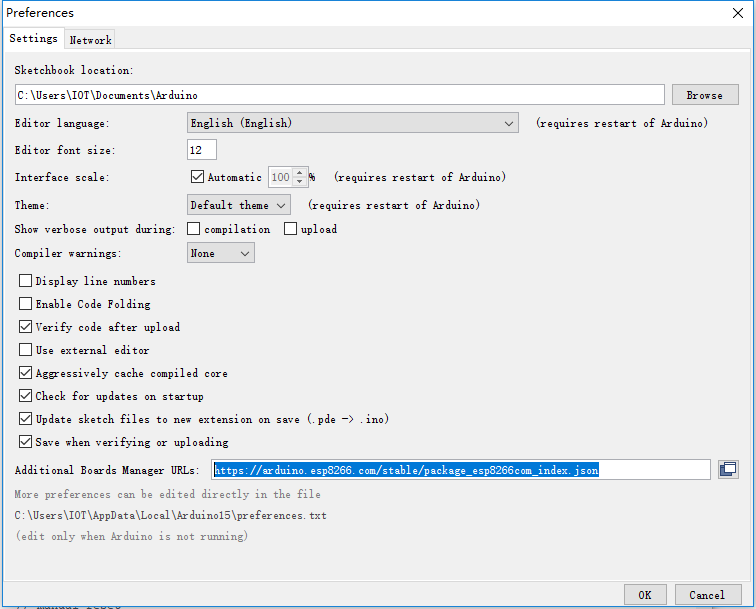 Preferences
Settings Network
Sketchbook location:
C:\Users\IOT\Documents\Arduino Browse
Editor language: English (English) (requires restart of Arduino)
Editor font size: 12
Interface scale: Automatic 100 % (requires restart of Arduino)
Theme: Default theme (requires restart of Arduino)
Show verbose output during: compilation upload
Compiler warnings: None
Display line numbers
Enable Code Folding
Verify code after upload
Use external editor
Aggressively cache compiled core
Check for updates on startup
Update sketch files to new extension on save (.pde -> .ino)
Save when verifying or uploading
Additional Boards Manager URLs: https://arduino.esp8266.com/stable/package_esp8266com_index.json
More preferences can be edited directly in the file
C:\Users\IOT\AppData\Local\Arduino15\preferences.txt
(edit only when Arduino is not running)
OK Cancel